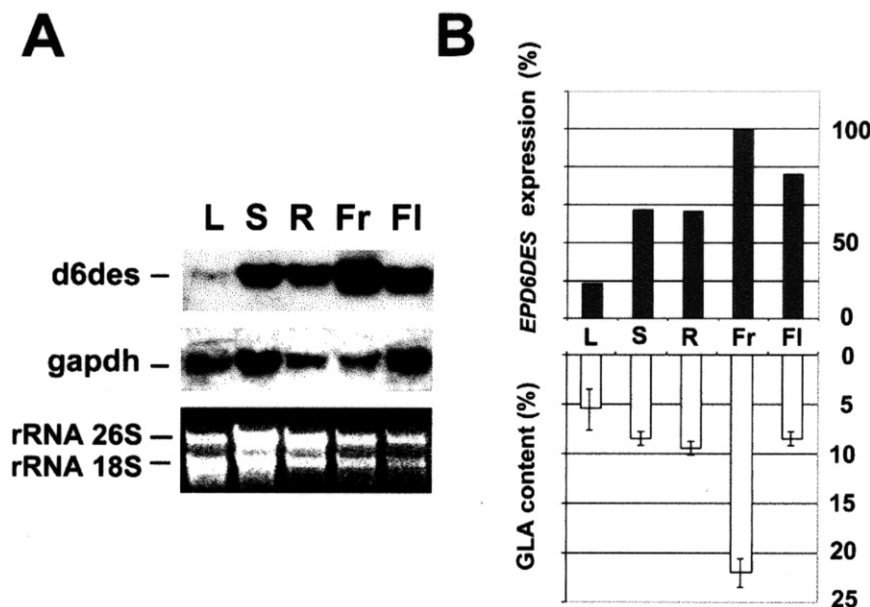 A
B
L S R Fr Fl
d6des –
gapdh –
rRNA 26S –
rRNA 18S –
EPD6DES expression (%)
100
50
0
L S R Fr Fl
GLA content (%)
0
5
10
15
20
25